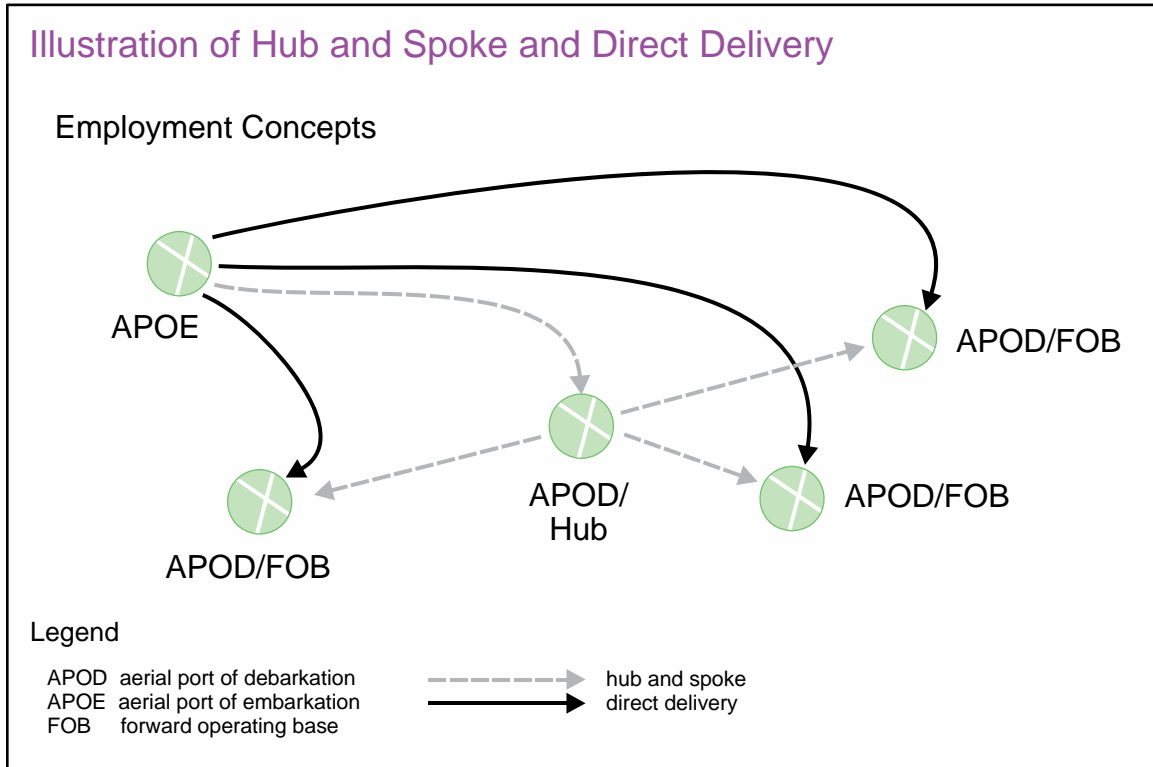 Illustration of Hub and Spoke and Direct Delivery
Employment Concepts
APOE
APOD/FOB
APOD/
Hub
APOD/FOB
APOD/FOB
Legend
APOD aerial port of debarkation
APOE aerial port of embarkation
FOB forward operating base
hub and spoke
direct delivery